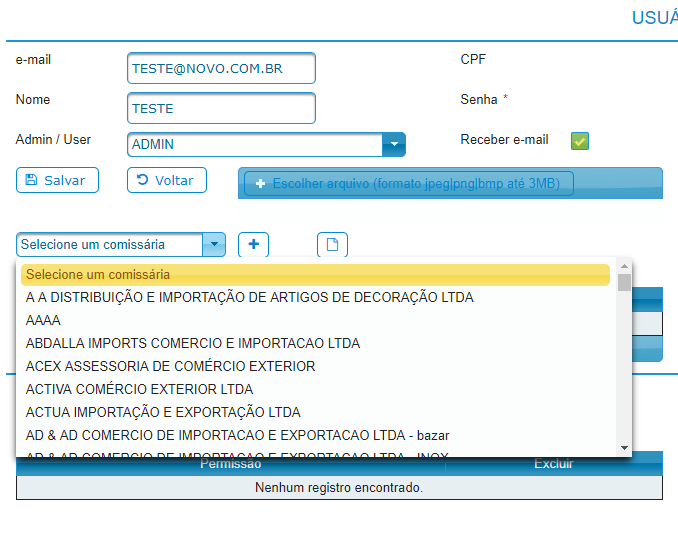 USUÁ
e-mail TESTE@NOVO.COM.BR CPF
Nome TESTE Senha *
Admin / User ADMIN Receber e-mail
Salvar Voltar Escolher arquivo (formato jpeg|png|bmp até 3MB)
Selecione um comissária
Selecione um comissária
A A DISTRIBUIÇÃO E IMPORTAÇÃO DE ARTIGOS DE DECORAÇÃO LTDA
AAAA
ABDALLA IMPORTS COMERCIO E IMPORTACAO LTDA
ACEX ASSESSORIA DE COMÉRCIO EXTERIOR
ACTIVA COMÉRCIO EXTERIOR LTDA
ACTUA IMPORTAÇÃO E EXPORTAÇÃO LTDA
AD & AD COMERCIO DE IMPORTACAO E EXPORTACAO LTDA - bazar
AD & AD COMERCIO DE IMPORTACAO E EXPORTACAO LTDA - INOX
Permissão Excluir
Nenhum registro encontrado.